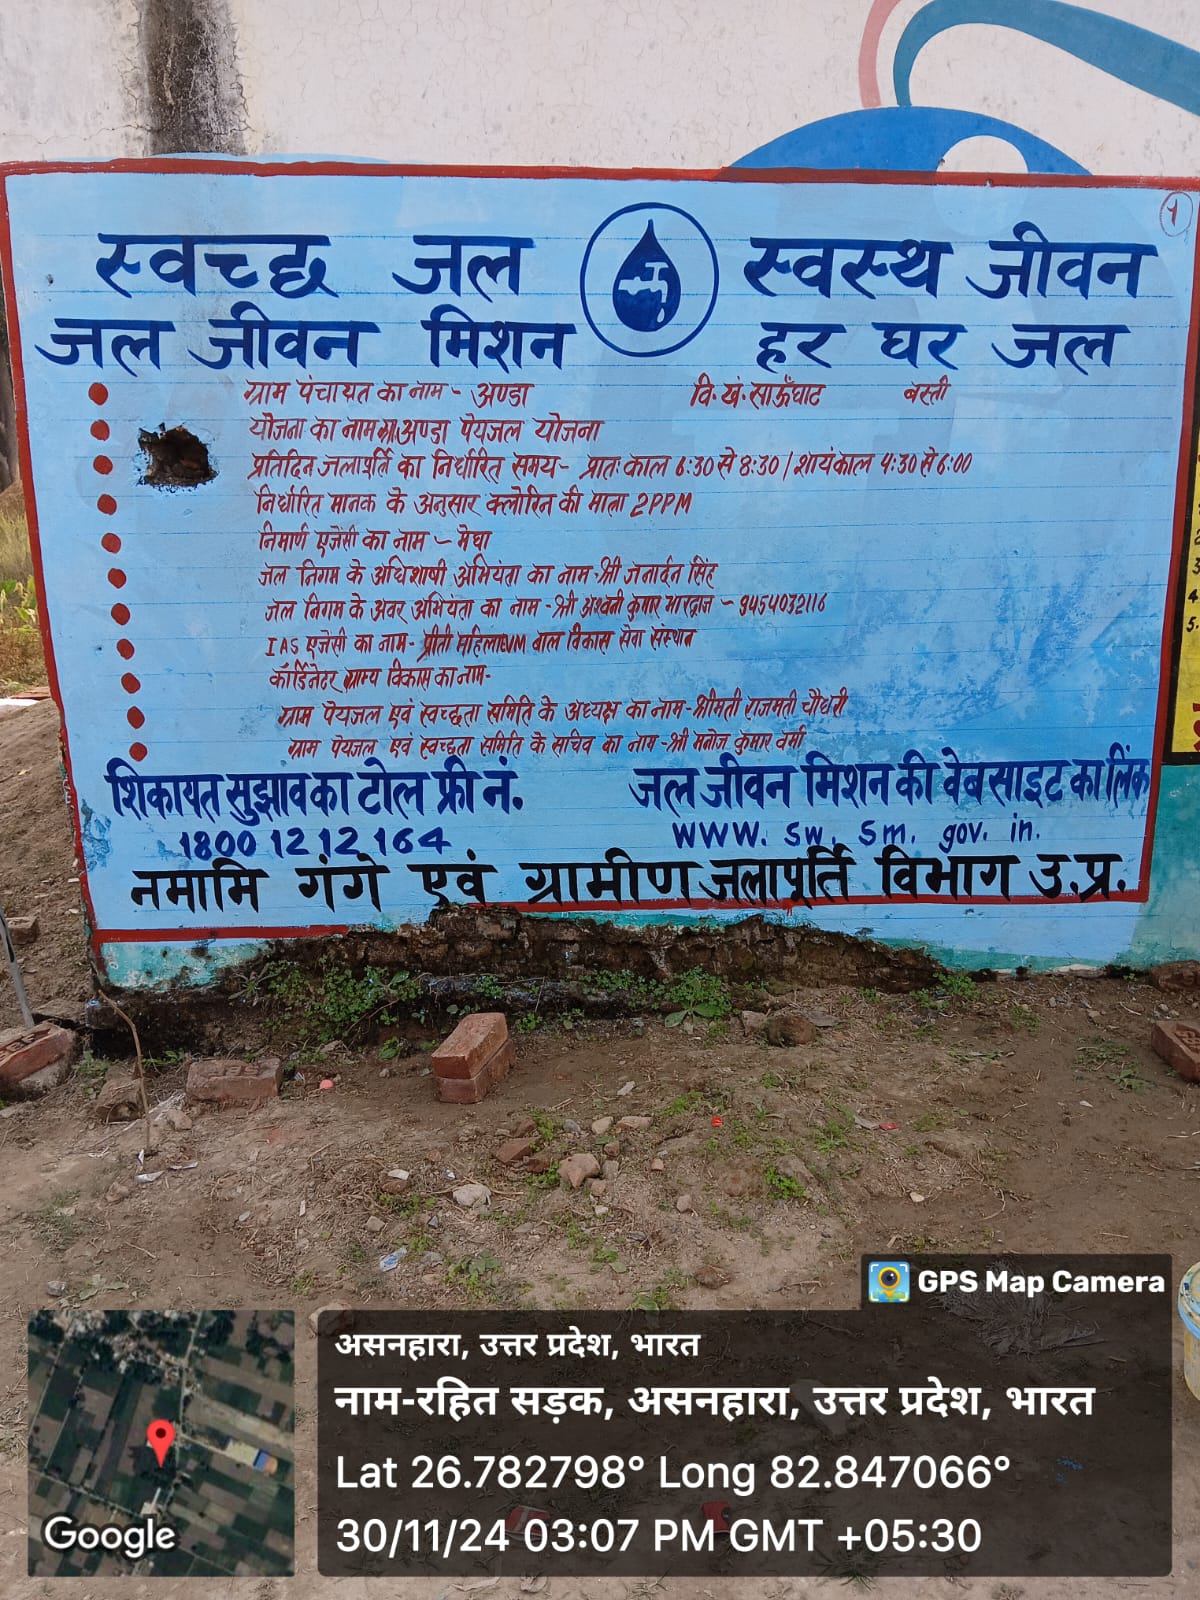 १
स्वच्छ जल स्वस्थ जीवन
जल जीवन मिशन हर घर जल
ग्राम पंचायत का नाम - अण्डा वि. खं. साऊँघाट बस्ती
योजना का नाम ग्रा. अण्डा पेयजल योजना
प्रतिदिन जलापूर्ति का निर्धारित समय- प्रातः काल 6:30 से 8:30 / शायंकाल 4:30 से 6:00
निर्धारित मानक के अनुसार क्लोरिन की मात्रा 2PPM
निमार्ण एजेंसी का नाम - मेघा
जल निगम के अधिशाषी अभियंता का नाम - श्री जनार्दन सिंह
जल निगम के अवर अभियंता का नाम - श्री अश्वनी कुमार भारद्वाज - 9454032116
IAS एजेंसी का नाम- प्रीती महिला एवम बाल विकास सेवा संस्थान
कॉर्डिनेटर ग्राम्य विकास का नाम-
ग्राम पेयजल एवं स्वच्छता समिति के अध्यक्ष का नाम - श्रीमती राजमती चौधरी
ग्राम पेयजल एवं स्वच्छता समिति के सचिव का नाम - श्री मनोज कुमार वर्मा
शिकायत सुझाव का टोल फ्री नं. जल जीवन मिशन की वेबसाइट का लिंक
1800 12 12 164 www. sw. sm. gov. in.
नमामि गंगे एवं ग्रामीण जलापूर्ति विभाग उ.प्र.
GPS Map Camera
असनहारा, उत्तर प्रदेश, भारत
नाम-रहित सड़क, असनहारा, उत्तर प्रदेश, भारत
Lat 26.782798° Long 82.847066°
30/11/24 03:07 PM GMT +05:30
Google